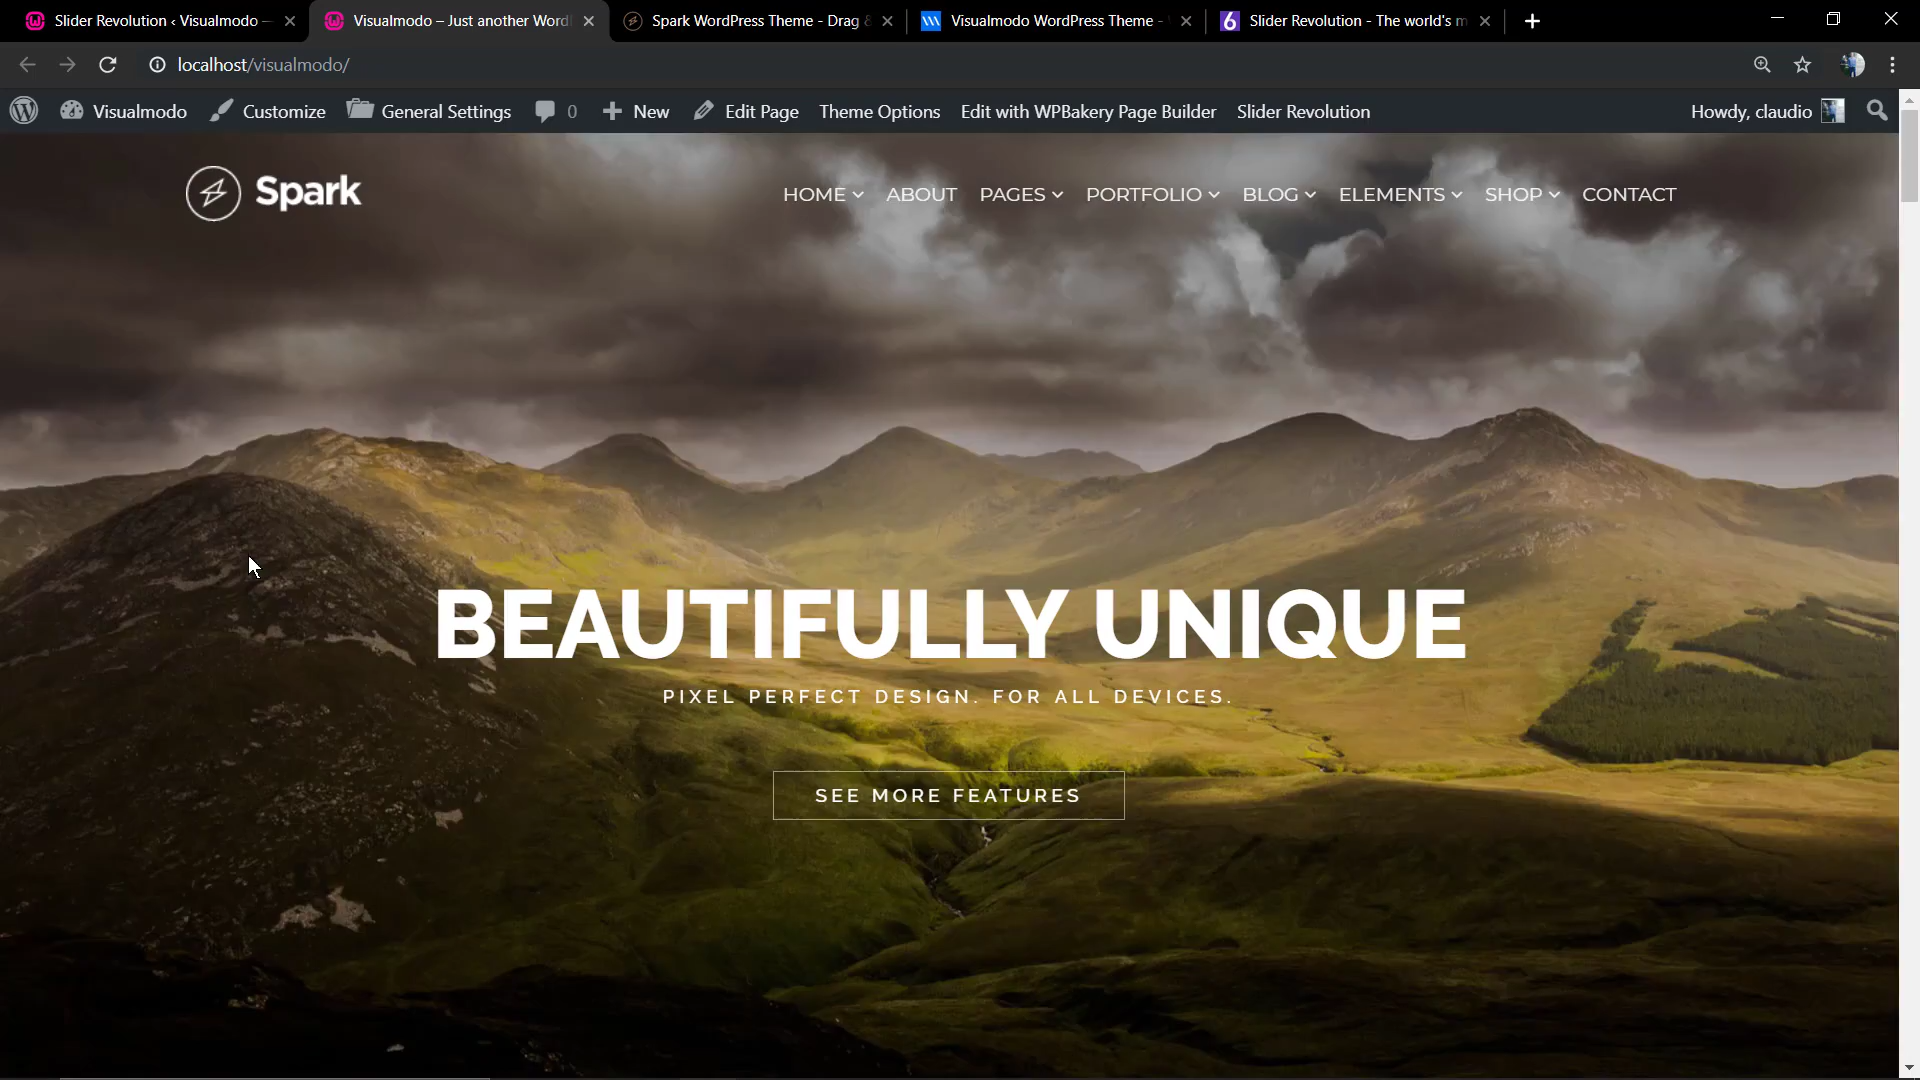 Slider Revolution ‹ Visualmodo —
Visualmodo – Just another Word
Spark WordPress Theme - Drag &
Visualmodo WordPress Theme -
Slider Revolution - The world's m
localhost/visualmodo/
Visualmodo
Customize
General Settings
0
New
Edit Page
Theme Options
Edit with WPBakery Page Builder
Slider Revolution
Howdy, claudio
Spark
HOME
ABOUT
PAGES
PORTFOLIO
BLOG
ELEMENTS
SHOP
CONTACT
BEAUTIFULLY UNIQUE
PIXEL PERFECT DESIGN. FOR ALL DEVICES.
SEE MORE FEATURES